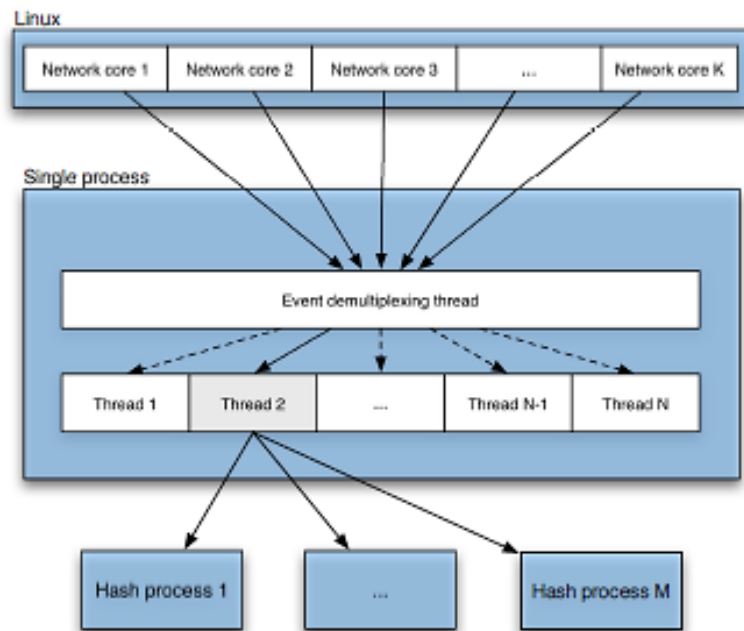 Linux
Network core 1 Network core 2 Network core 3 ... Network core K
Single process
Event demultiplexing thread
Thread 1 Thread 2 ... Thread N-1 Thread N
Hash process 1 ... Hash process M